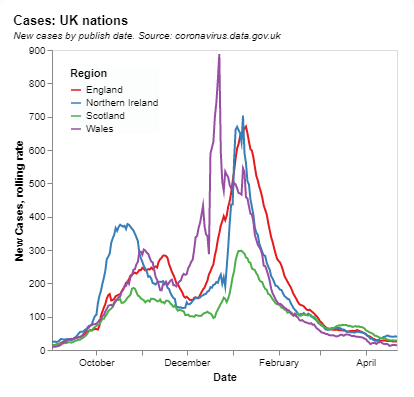 Cases: UK nations
New cases by publish date. Source: coronavirus.data.gov.uk
900
800
700
600
500
400
300
200
100
0
New Cases, rolling rate
Region
England
Northern Ireland
Scotland
Wales
October
December
February
April
Date